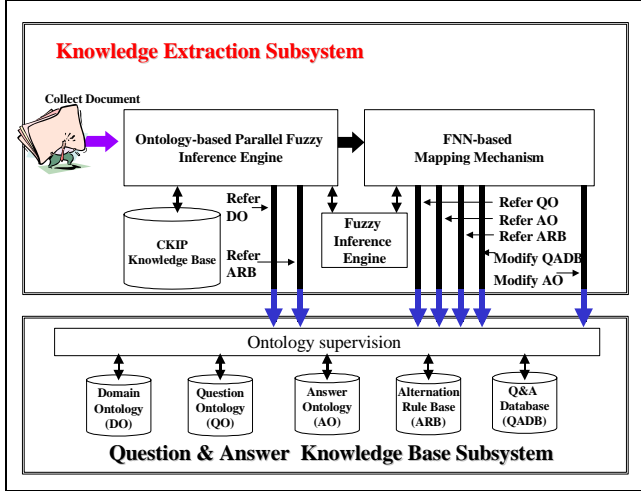 Knowledge Extraction Subsystem
Collect Document
Ontology-based Parallel Fuzzy
Inference Engine
FNN-based
Mapping Mechanism
Refer
DO
Refer
ARB
CKIP
Knowledge Base
Fuzzy
Inference
Engine
Refer QO
Refer AO
Refer ARB
Modify QADB
Modify AO
Ontology supervision
Domain
Ontology
(DO)
Question
Ontology
(QO)
Answer
Ontology
(AO)
Alternation
Rule Base
(ARB)
Q&A
Database
(QADB)
Question & Answer Knowledge Base Subsystem